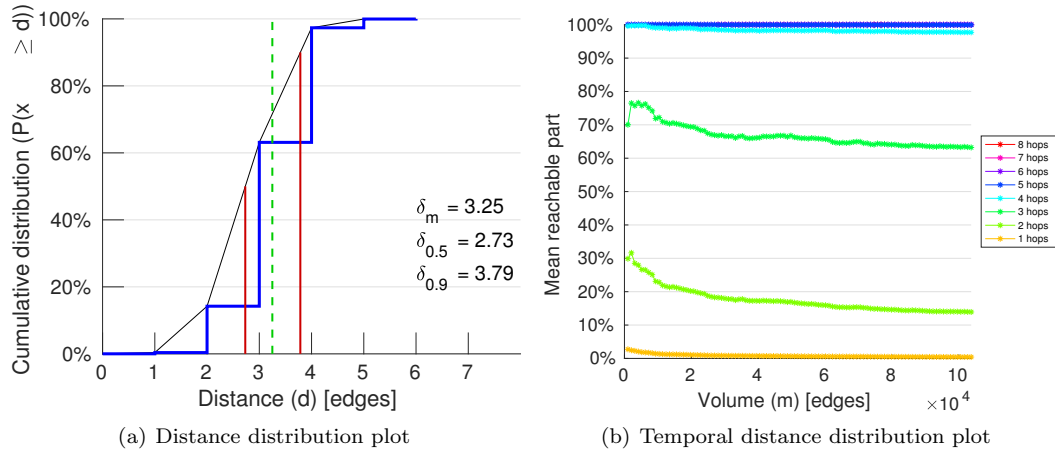 Cumulative distribution (P(x ≥ d))
100%
80%
60%
40%
20%
0%
δm = 3.25
δ0.5 = 2.73
δ0.9 = 3.79
0 1 2 3 4 5 6 7
Distance (d) [edges]
(a) Distance distribution plot
Mean reachable part
100%
90%
80%
70%
60%
50%
40%
30%
20%
10%
0%
0 2 4 6 8 10
×10^4
Volume (m) [edges]
8 hops
7 hops
6 hops
5 hops
4 hops
3 hops
2 hops
1 hops
(b) Temporal distance distribution plot